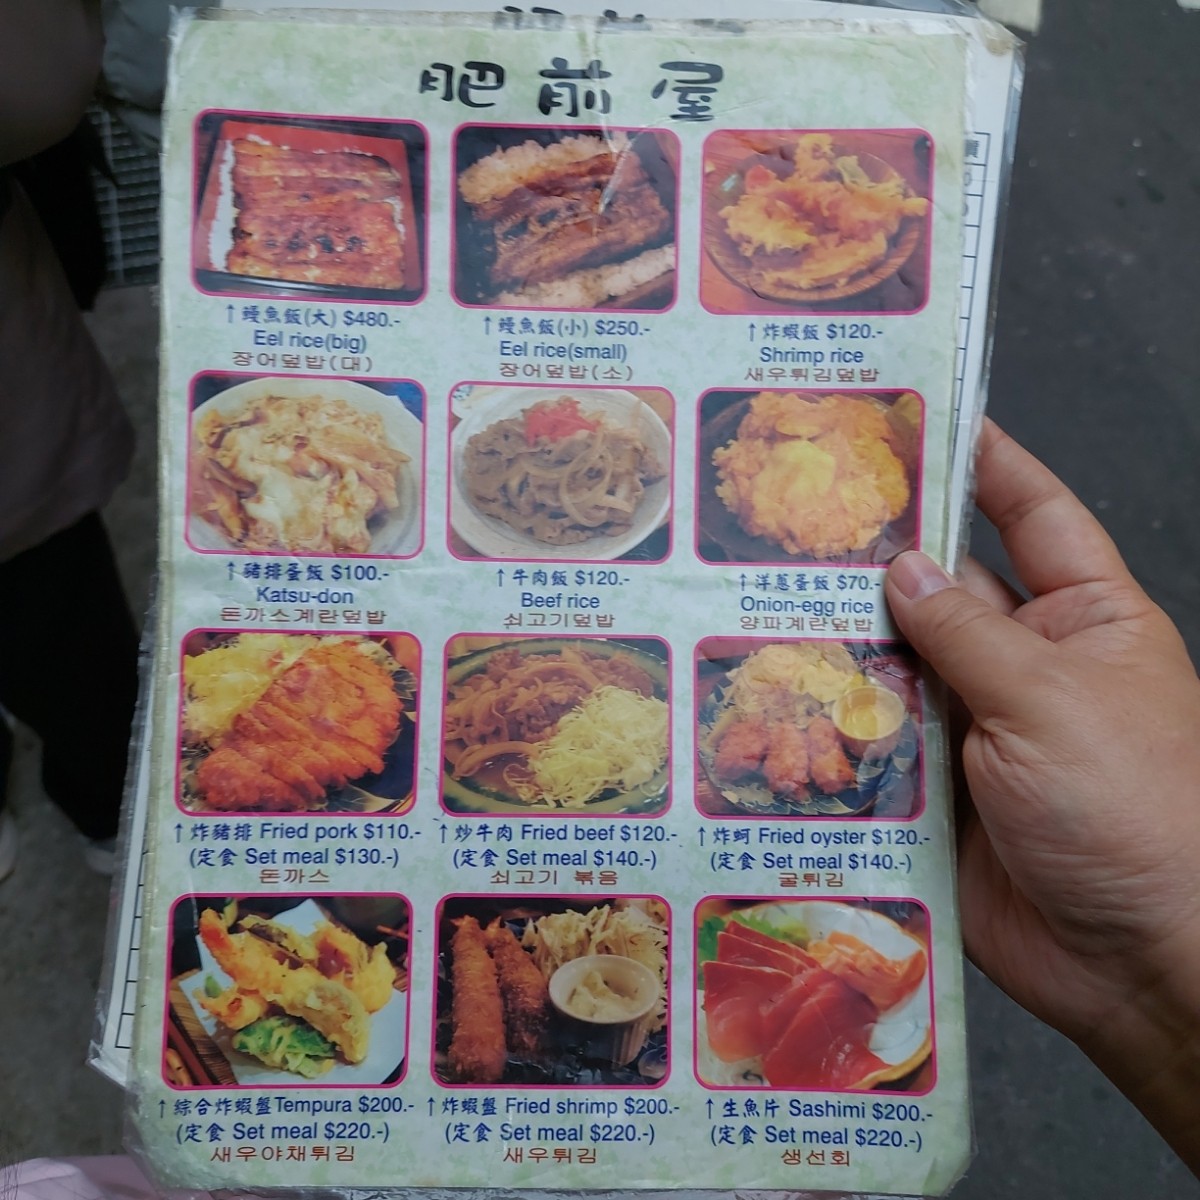 肥前屋
↑鰻魚飯(大) $480.-
Eel rice(big)
장어덮밥(대)
↑鰻魚飯(小) $250.-
Eel rice(small)
장어덮밥(소)
↑炸蝦飯 $120.-
Shrimp rice
새우튀김덮밥
↑豬排蛋飯 $100.-
Katsu-don
돈까스계란덮밥
↑牛肉飯 $120.-
Beef rice
쇠고기덮밥
↑洋蔥蛋飯 $70.-
Onion-egg rice
양파계란덮밥
↑炸豬排 Fried pork $110.-
(定食 Set meal $130.-)
돈까스
↑炒牛肉 Fried beef $120.-
(定食 Set meal $140.-)
쇠고기 볶음
↑炸蚵 Fried oyster $120.-
(定食 Set meal $140.-)
굴튀김
↑綜合炸蝦盤Tempura $200.-
(定食 Set meal $220.-)
새우야채튀김
↑炸蝦盤 Fried shrimp $200.-
(定食 Set meal $220.-)
새우튀김
↑生魚片 Sashimi $200.-
(定食 Set meal $220.-)
생선회